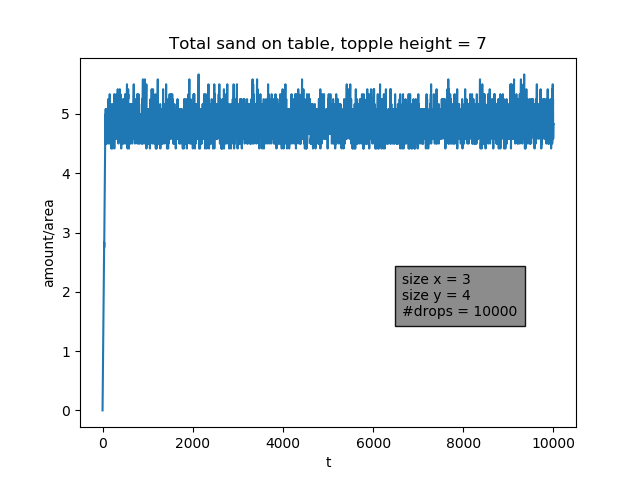 Total sand on table, topple height = 7
amount/area
5
4
3
2
1
0
size x = 3
size y = 4
#drops = 10000
0 2000 4000 6000 8000 10000
t